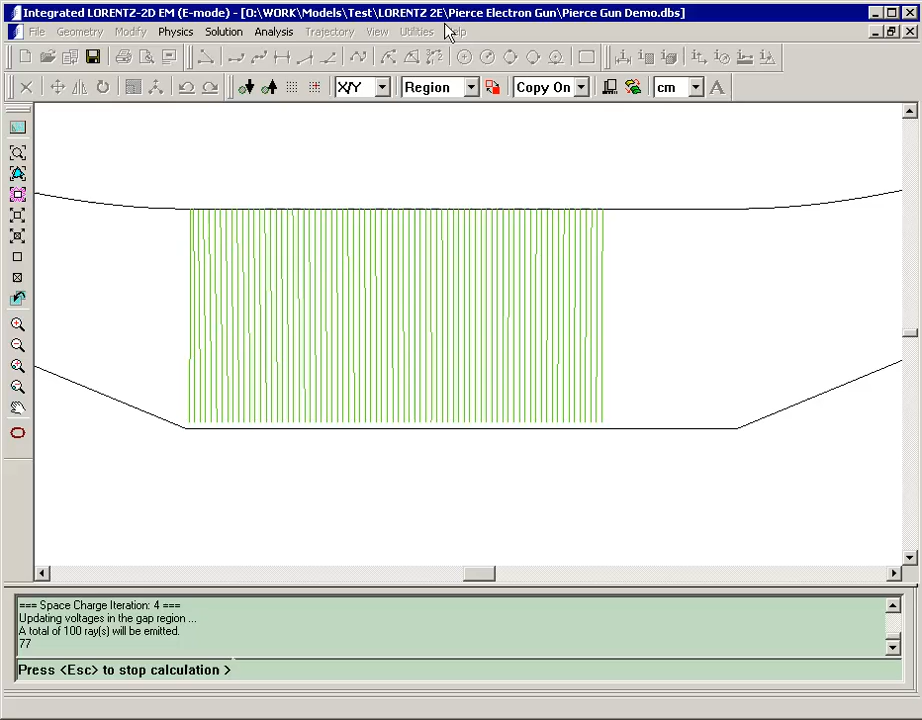 Integrated LORENTZ-2D EM (E-mode) - [O:\WORK\Models\Test\LORENTZ 2E\Pierce Electron Gun\Pierce Gun Demo.dbs]
File Geometry Modify Physics Solution Analysis Trajectory View Utilities Help
X/Y Region Copy On cm A
=== Space Charge Iteration: 4 ===
Updating voltages in the gap region ...
A total of 100 ray(s) will be emitted.
77
Press <Esc> to stop calculation >